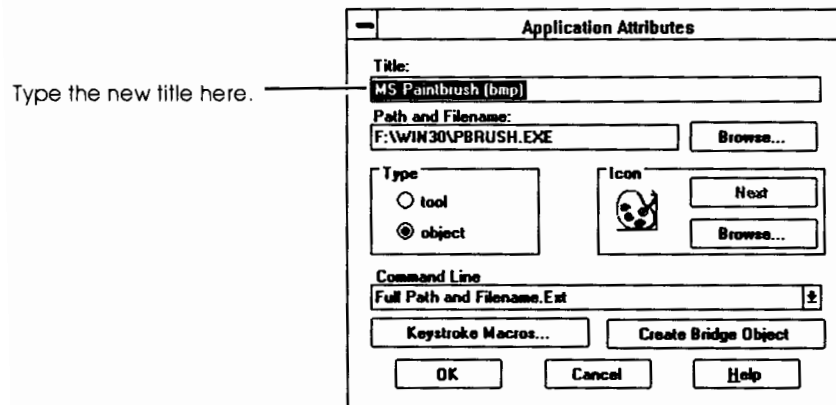 Application Attributes
Title:
Type the new title here.
MS Paintbrush (bmp)
Path and Filename:
F:\WIN30\PBRUSH.EXE
Browse...
Type
tool
object
Icon
Next
Browse...
Command Line
Full Path and Filename.Ext
Keystroke Macros...
Create Bridge Object
OK
Cancel
Help